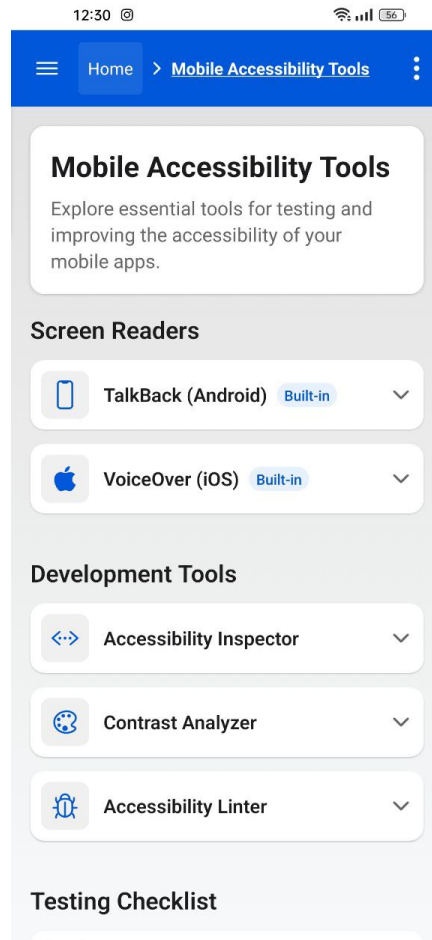 12:30 56
Home > Mobile Accessibility Tools
Mobile Accessibility Tools
Explore essential tools for testing and
improving the accessibility of your
mobile apps.
Screen Readers
TalkBack (Android) Built-in
VoiceOver (iOS) Built-in
Development Tools
Accessibility Inspector
Contrast Analyzer
Accessibility Linter
Testing Checklist